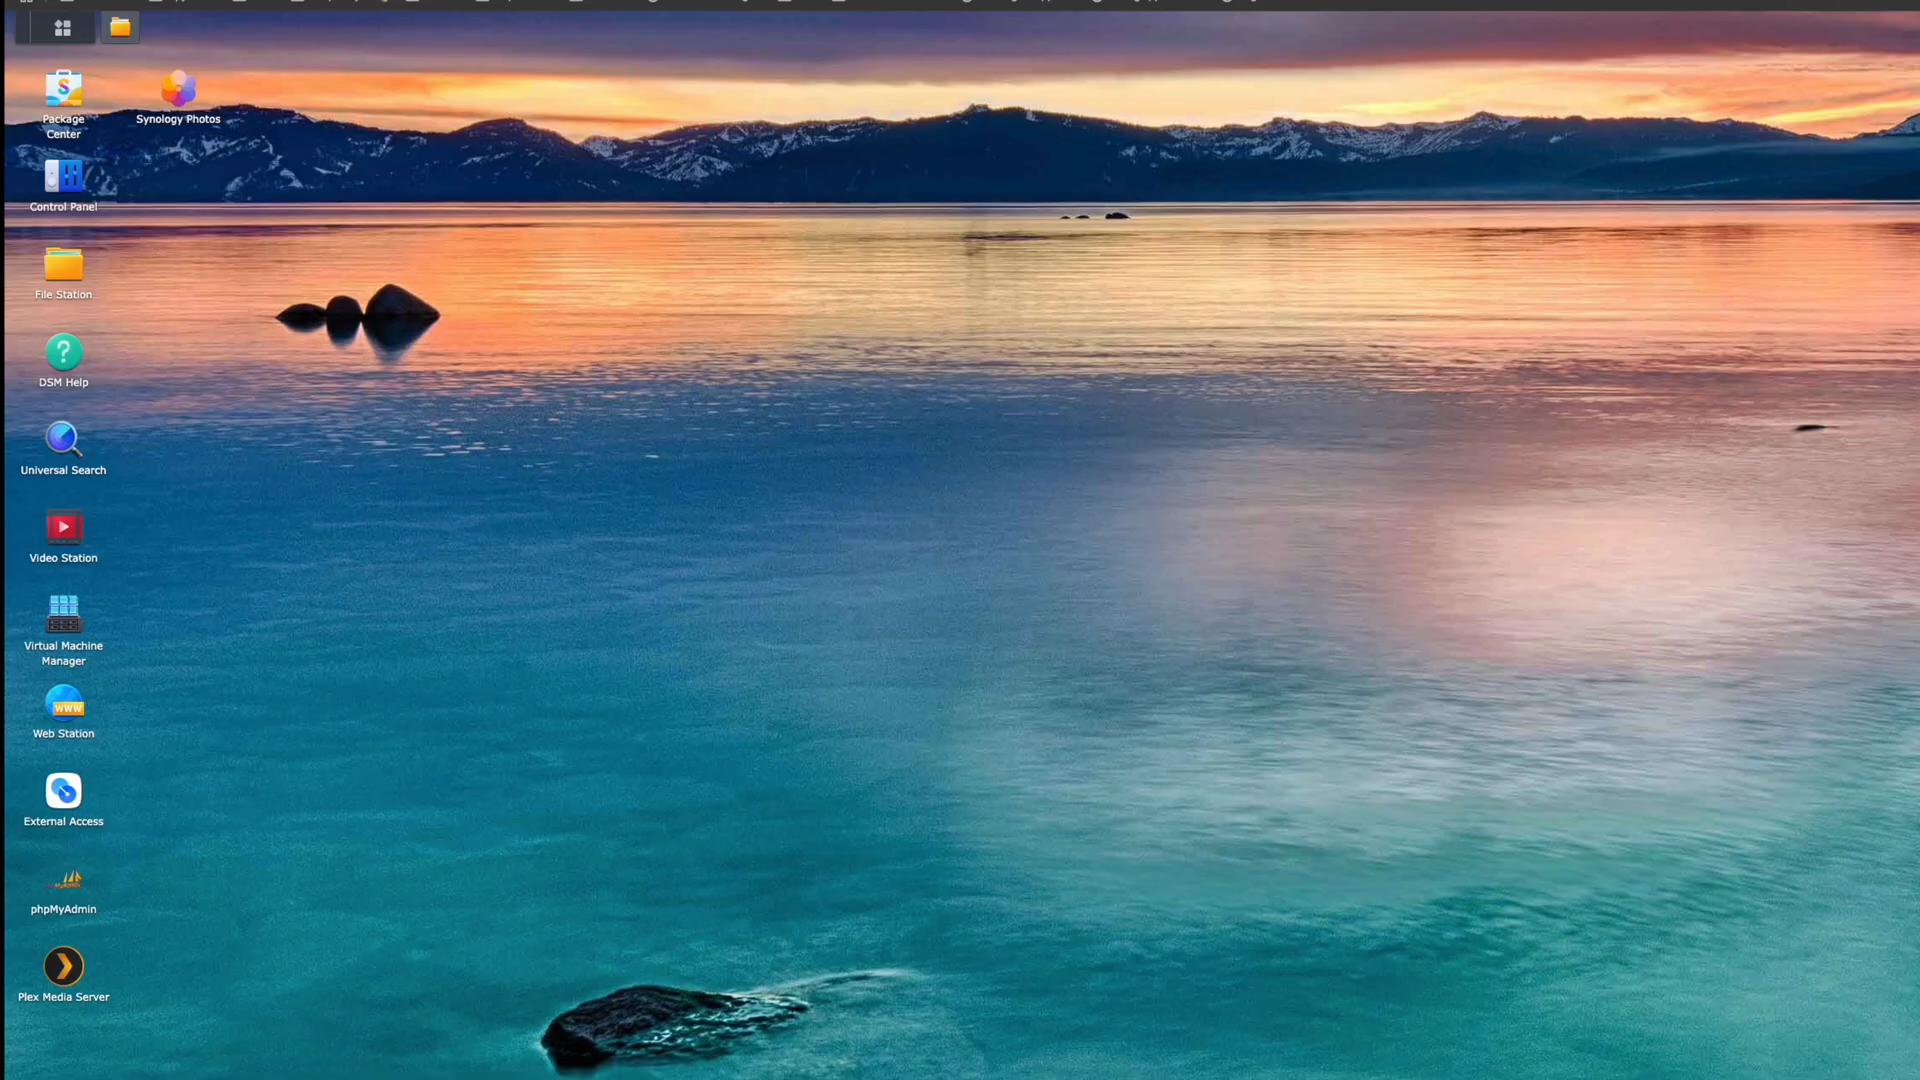 Package
Center
Synology Photos
Control Panel
File Station
DSM Help
Universal Search
Video Station
Virtual Machine
Manager
WWW
Web Station
External Access
phpMyAdmin
Plex Media Server